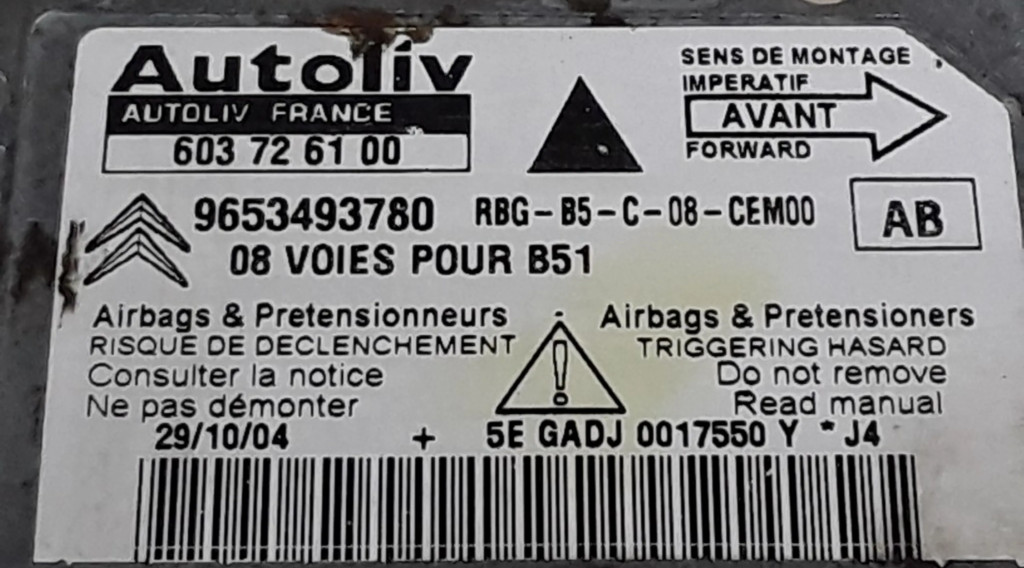 Autoliv
AUTOLIV FRANCE
603 72 61 00
SENS DE MONTAGE
IMPERATIF
AVANT
FORWARD
9653493780 RBG-B5-C-08-CEM00
AB
08 VOIES POUR B51
Airbags & Pretensionneurs
RISQUE DE DECLENCHEMENT
Consulter la notice
Ne pas démonter
Airbags & Pretensioners
TRIGGERING HASARD
Do not remove
Read manual
29/10/04 + 5E GADJ 0017550 Y * J4